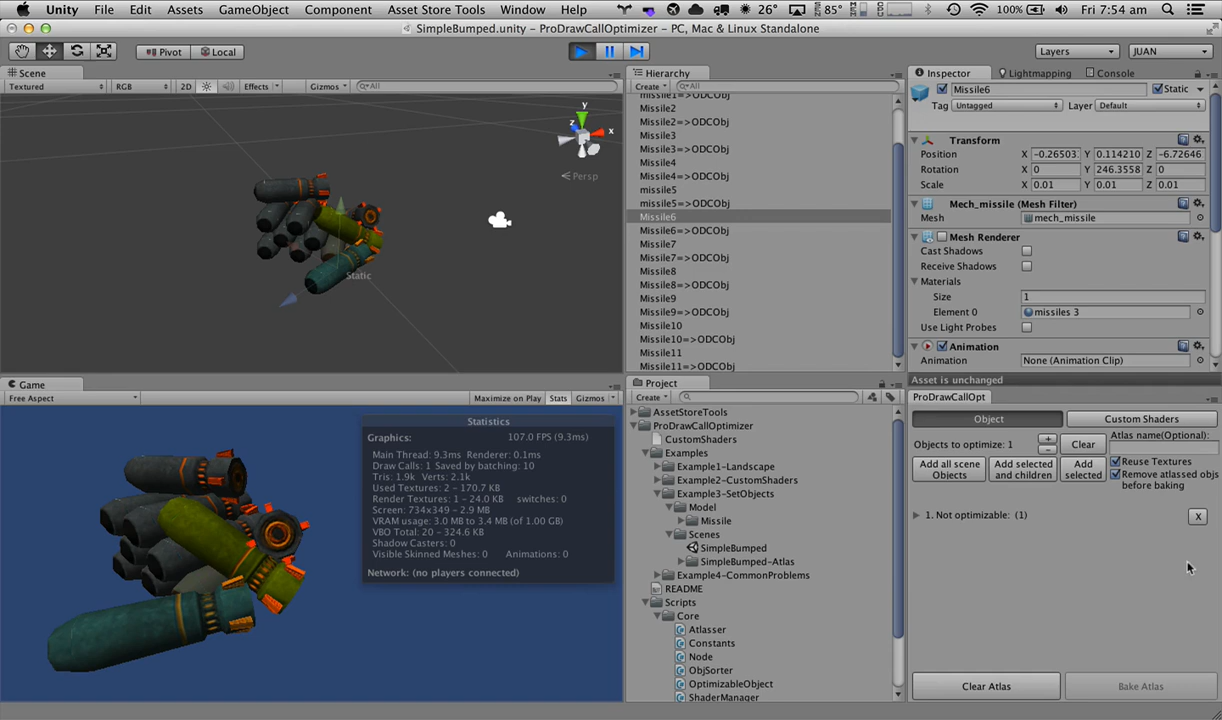 Unity File Edit Assets GameObject Component Asset Store Tools Window Help 26° 85° 100% Fri 7:54 am
SimpleBumped.unity - ProDrawCallOptimizer - PC, Mac & Linux Standalone
Pivot Local Layers JUAN
Scene
Textured RGB 2D Effects Gizmos All
y
x
z
Persp
Static
Hierarchy
Create All
missile1=>ODCObj
Missile2
Missile2=>ODCObj
Missile3
Missile3=>ODCObj
Missile4
Missile4=>ODCObj
missile5
missile5=>ODCObj
Missile6
Missile6=>ODCObj
Missile7
Missile7=>ODCObj
Missile8
Missile8=>ODCObj
Missile9
Missile9=>ODCObj
Missile10
Missile10=>ODCObj
Missile11
Missile11=>ODCObj
Inspector Lightmapping Console
Missile6 Static
Tag Untagged Layer Default
Transform
Position X -0.26503 Y 0.114210 Z -6.72646
Rotation X 0 Y 246.3558 Z 0
Scale X 0.01 Y 0.01 Z 0.01
Mech_missile (Mesh Filter)
Mesh mech_missile
Mesh Renderer
Cast Shadows
Receive Shadows
Materials
Size 1
Element 0 missiles 3
Use Light Probes
Animation
Animation None (Animation Clip)
Asset is unchanged
Game
Free Aspect Maximize on Play Stats Gizmos
Statistics
Graphics: 107.0 FPS (9.3ms)
Main Thread: 9.3ms Renderer: 0.1ms
Draw Calls: 1 Saved by batching: 10
Tris: 1.9k Verts: 2.1k
Used Textures: 2 - 170.7 KB
Render Textures: 1 - 24.0 KB switches: 0
Screen: 734x349 - 2.9 MB
VRAM usage: 3.0 MB to 3.4 MB (of 1.00 GB)
VBO Total: 20 - 324.6 KB
Shadow Casters: 0
Visible Skinned Meshes: 0 Animations: 0
Network: (no players connected)
Project
Create
AssetStoreTools
ProDrawCallOptimizer
CustomShaders
Examples
Example1-Landscape
Example2-CustomShaders
Example3-SetObjects
Model
Missile
Scenes
SimpleBumped
SimpleBumped-Atlas
Example4-CommonProblems
README
Scripts
Core
Atlasser
Constants
Node
ObjSorter
OptimizableObject
ShaderManager
ProDrawCallOpt
Object Custom Shaders
Objects to optimize: 1 + - Clear Atlas name(Optional):
Add all scene Objects Add selected and children Add selected
Reuse Textures
Remove atlassed objs before baking
1. Not optimizable: (1) X
Clear Atlas Bake Atlas